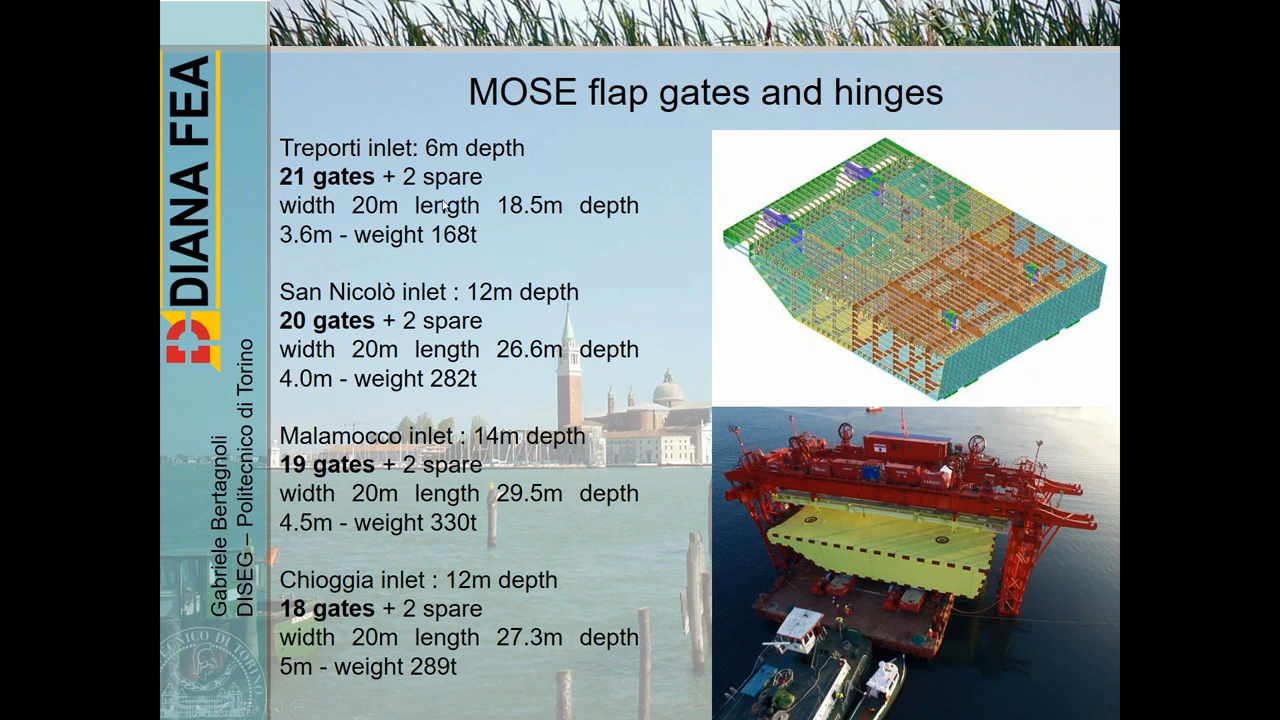 MOSE flap gates and hinges
Treporti inlet: 6m depth
21 gates + 2 spare
width 20m length 18.5m depth
3.6m - weight 168t
San Nicolò inlet : 12m depth
20 gates + 2 spare
width 20m length 26.6m depth
4.0m - weight 282t
Malamocco inlet : 14m depth
19 gates + 2 spare
width 20m length 29.5m depth
4.5m - weight 330t
Chioggia inlet : 12m depth
18 gates + 2 spare
width 20m length 27.3m depth
5m - weight 289t
DIANA FEA
Gabriele Bertagnoli
DISEG – Politecnico di Torino